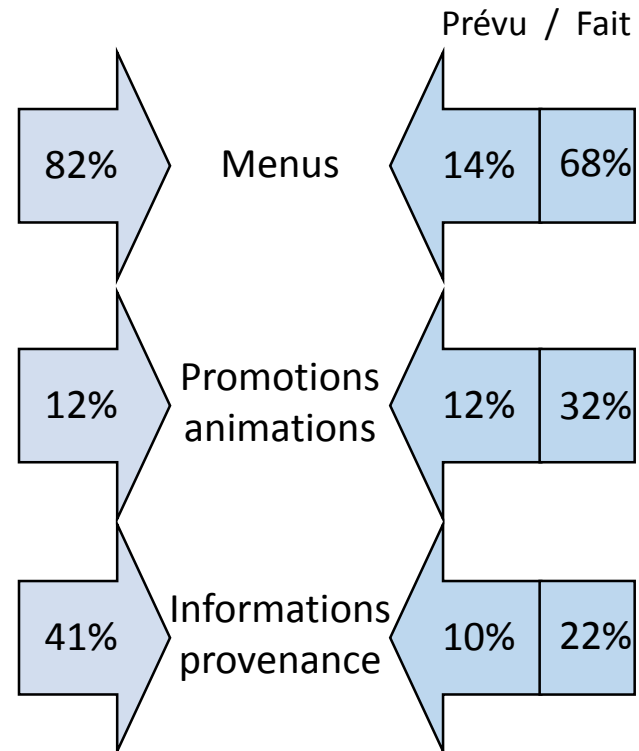 Prévu / Fait
82% Menus 14% 68%
Promotions
12% 12% 32%
animations
Informations
41% 10% 22%
provenance